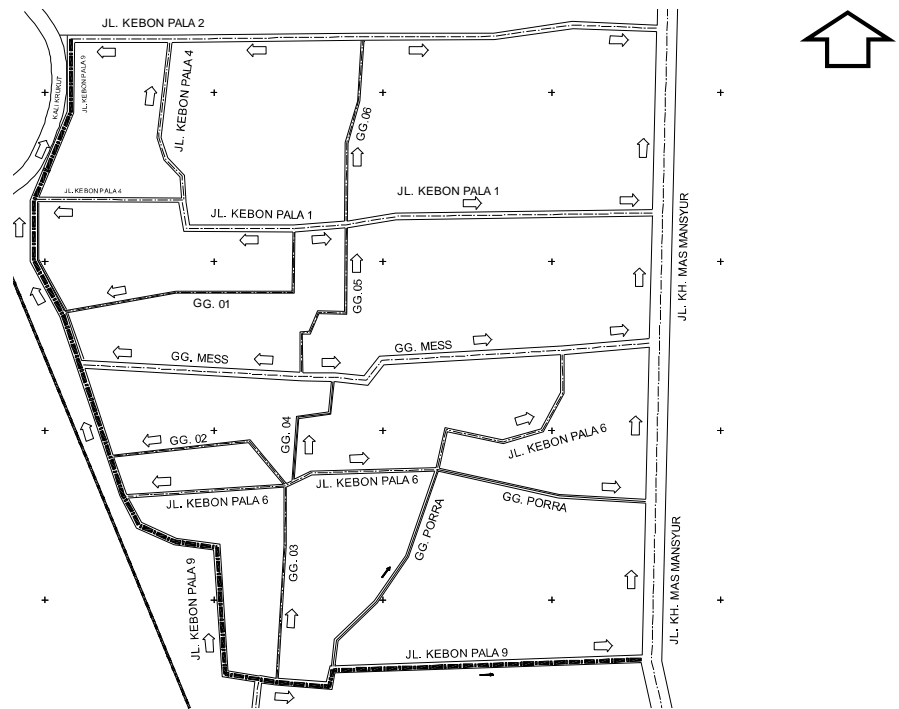 JL. KEBON PALA 2
KALI KRUKUT
JL. KEBON PALA 9
JL. KEBON PALA 4
GG. 06
JL. KEBON PALA 4
JL. KEBON PALA 1
JL. KEBON PALA 1
JL. KH. MAS MANSYUR
GG. 01
GG. 05
GG. MESS
GG. MESS
GG. 02
GG. 04
JL. KEBON PALA 6
JL. KEBON PALA 6
JL. KEBON PALA 6
GG. PORRA
GG. PORRA
GG. 03
JL. KEBON PALA 9
JL. KH. MAS MANSYUR
JL. KEBON PALA 9